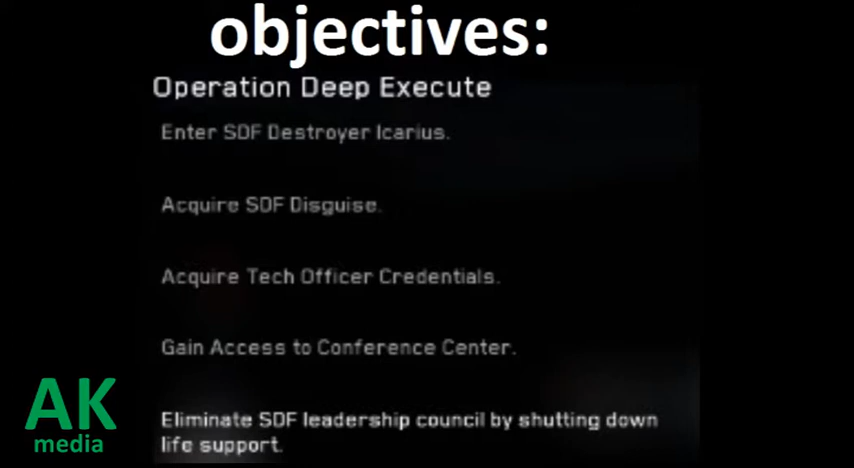 objectives:
Operation Deep Execute
Enter SDF Destroyer Icarius.
Acquire SDF Disguise.
Acquire Tech Officer Credentials.
Gain Access to Conference Center.
Eliminate SDF leadership council by shutting down
life support.
AK
media